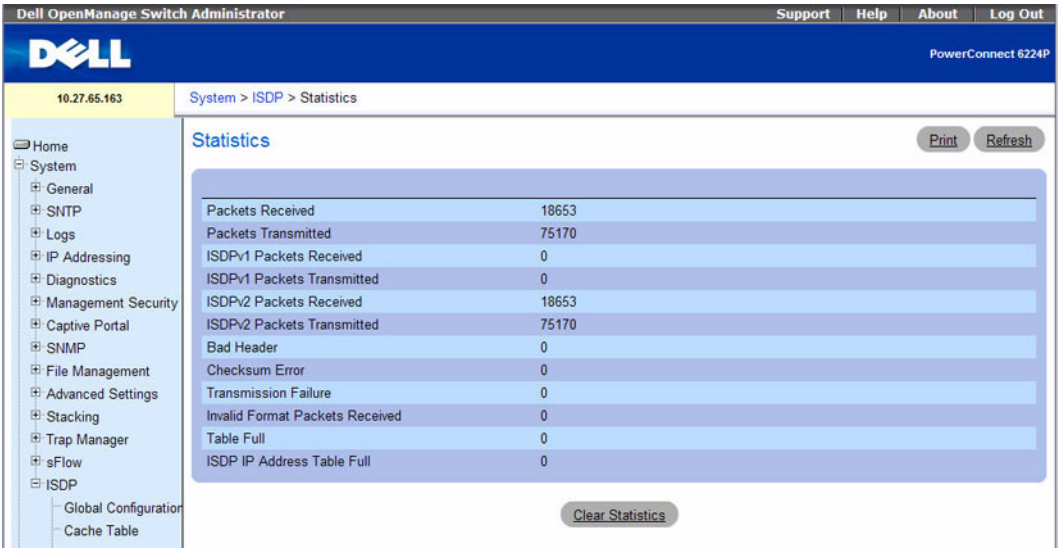 Dell OpenManage Switch Administrator
Support Help About Log Out
DELL
PowerConnect 6224P
10.27.65.163
System > ISDP > Statistics
Home
System
General
SNTP
Logs
IP Addressing
Diagnostics
Management Security
Captive Portal
SNMP
File Management
Advanced Settings
Stacking
Trap Manager
sFlow
ISDP
Global Configuration
Cache Table
Statistics
Print Refresh
Packets Received 18653
Packets Transmitted 75170
ISDPv1 Packets Received 0
ISDPv1 Packets Transmitted 0
ISDPv2 Packets Received 18653
ISDPv2 Packets Transmitted 75170
Bad Header 0
Checksum Error 0
Transmission Failure 0
Invalid Format Packets Received 0
Table Full 0
ISDP IP Address Table Full 0
Clear Statistics